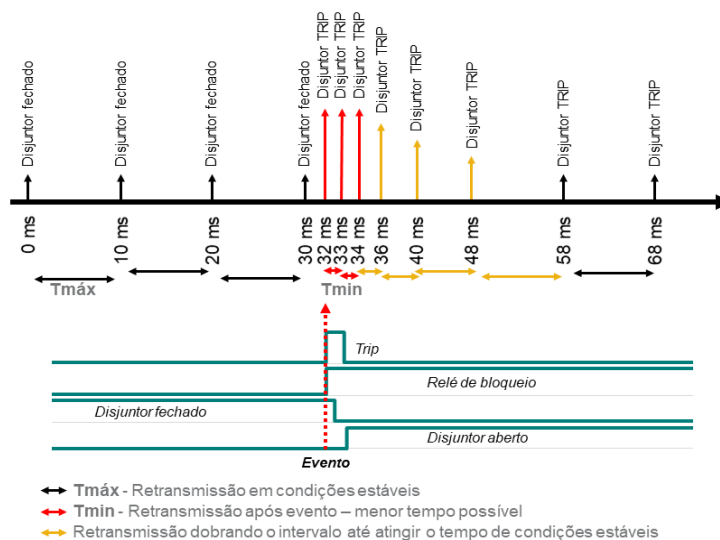 Disjuntor fechado
Disjuntor fechado
Disjuntor fechado
Disjuntor fechado
Disjuntor TRIP
Disjuntor TRIP
Disjuntor TRIP
Disjuntor TRIP
Disjuntor TRIP
Disjuntor TRIP
Disjuntor TRIP
Disjuntor TRIP
0 ms
10 ms
20 ms
30 ms
32 ms
33 ms
34 ms
36 ms
40 ms
48 ms
58 ms
68 ms
Tmáx
Tmin
Trip
Relé de bloqueio
Disjuntor fechado
Disjuntor aberto
Evento
Tmáx - Retransmissão em condições estáveis
Tmin - Retransmissão após evento – menor tempo possível
Retransmissão dobrando o intervalo até atingir o tempo de condições estáveis